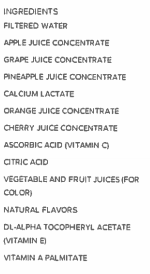 INGREDIENTS
FILTERED WATER
APPLE JUICE CONCENTRATE
GRAPE JUICE CONCENTRATE
PINEAPPLE JUICE CONCENTRATE
CALCIUM LACTATE
ORANGE JUICE CONCENTRATE
CHERRY JUICE CONCENTRATE
ASCORBIC ACID (VITAMIN C)
CITRIC ACID
VEGETABLE AND FRUIT JUICES (FOR
COLOR)
NATURAL FLAVORS
DL-ALPHA TOCOPHERYL ACETATE
(VITAMIN E)
VITAMIN A PALMITATE